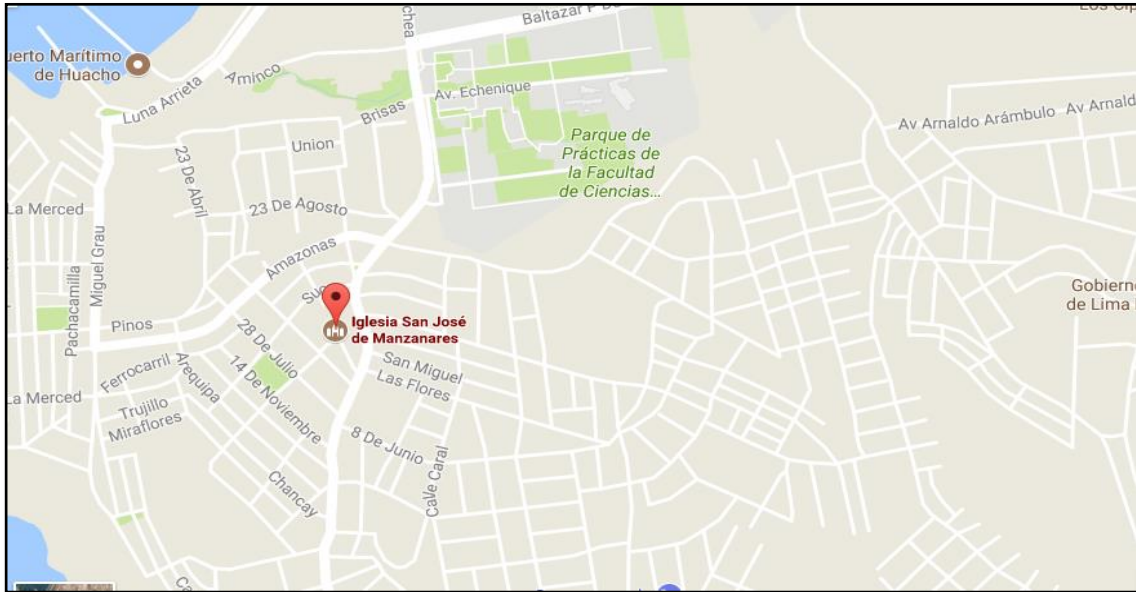 Baltazar P
Los
uerto Marítimo
de Huacho
chea
Aminco
Luna Arrieta
Brisas
Av. Echenique
Av Arnaldo Arámbulo
Av Arnald
Parque de
Prácticas de
la Facultad
de Ciencias...
Union
23 De Abril
La Merced
23 De Agosto
Miguel Grau
Amazonas
Pachacamilla
Gobierno
de Lima
Pinos
Iglesia San José
de Manzanares
28 De Julio
Ferrocarril
Arequipa
14 De Noviembre
San Miguel
Las Flores
La Merced
Trujillo
Miraflores
8 De Junio
CaVe Caral
Chancay